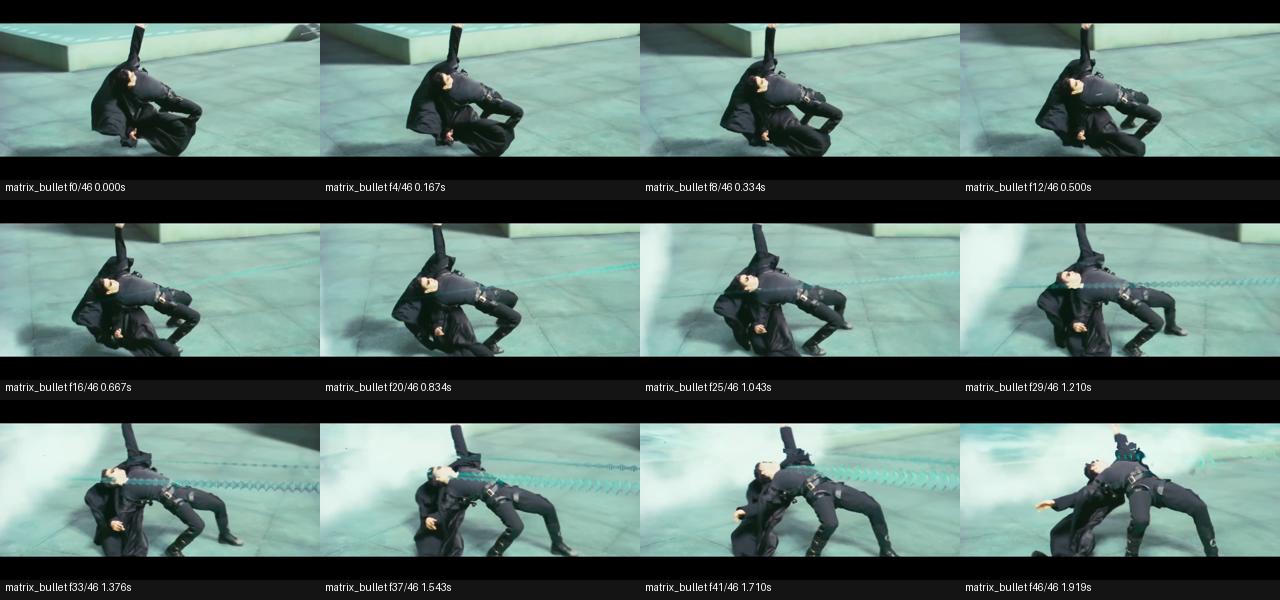 matrix_bullet f0/46 0.000s
matrix_bullet f4/46 0.167s
matrix_bullet f8/46 0.334s
matrix_bullet f12/46 0.500s
matrix_bullet f16/46 0.667s
matrix_bullet f20/46 0.834s
matrix_bullet f25/46 1.043s
matrix_bullet f29/46 1.210s
matrix_bullet f33/46 1.376s
matrix_bullet f37/46 1.543s
matrix_bullet f41/46 1.710s
matrix_bullet f46/46 1.919s